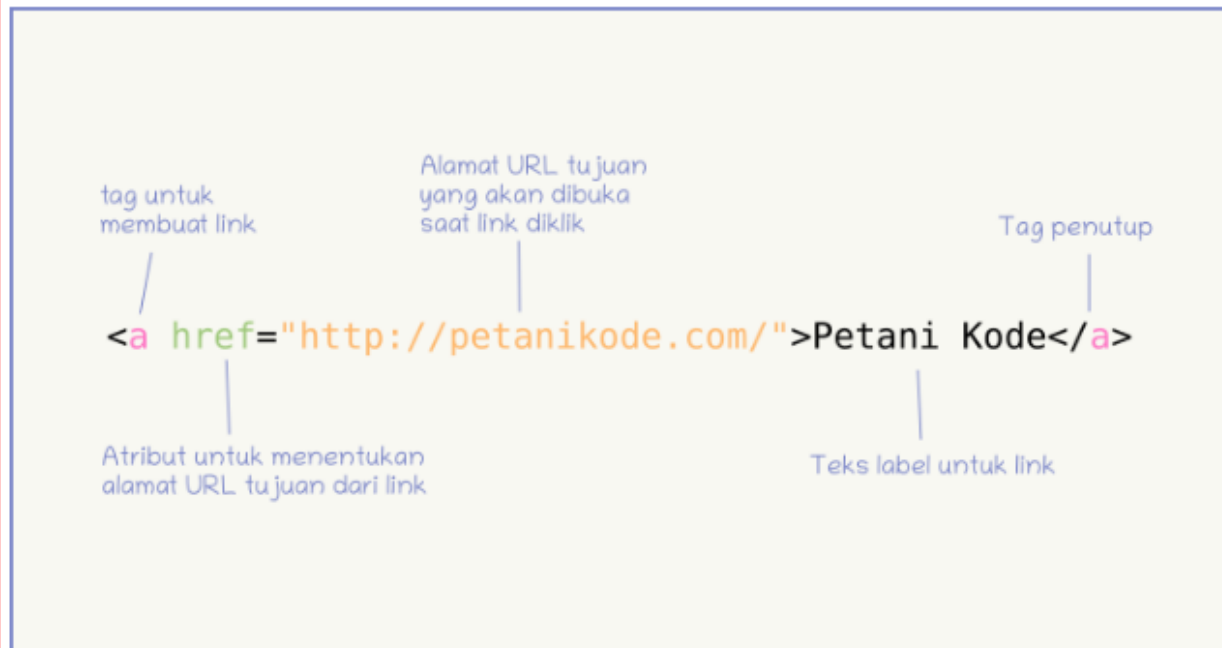 tag untuk
membuat link
Alamat URL tujuan
yang akan dibuka
saat link diklik
Tag penutup
<a href="http://petanikode.com/">Petani Kode</a>
Atribut untuk menentukan
alamat URL tujuan dari link
Teks label untuk link